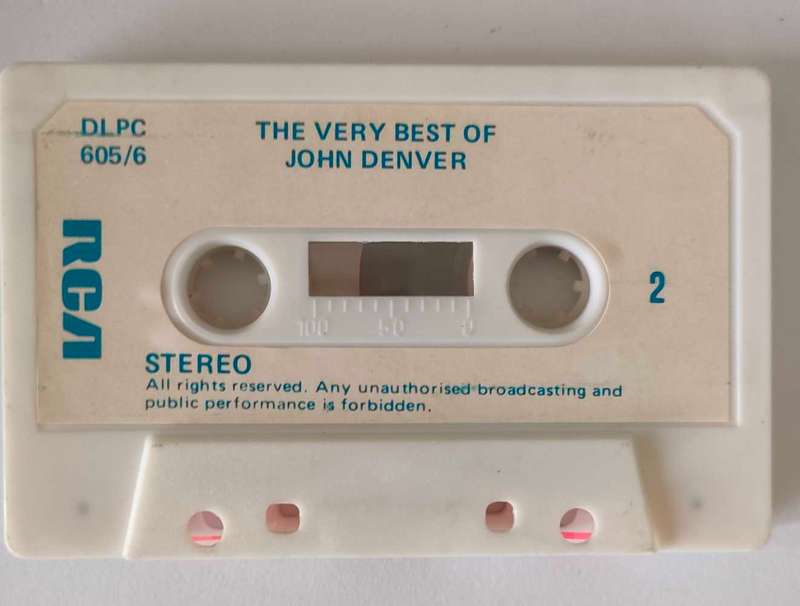 DLPC
605/6
THE VERY BEST OF
JOHN DENVER
RCA
2
100 50 0
STEREO
All rights reserved. Any unauthorised broadcasting and
public performance is forbidden.